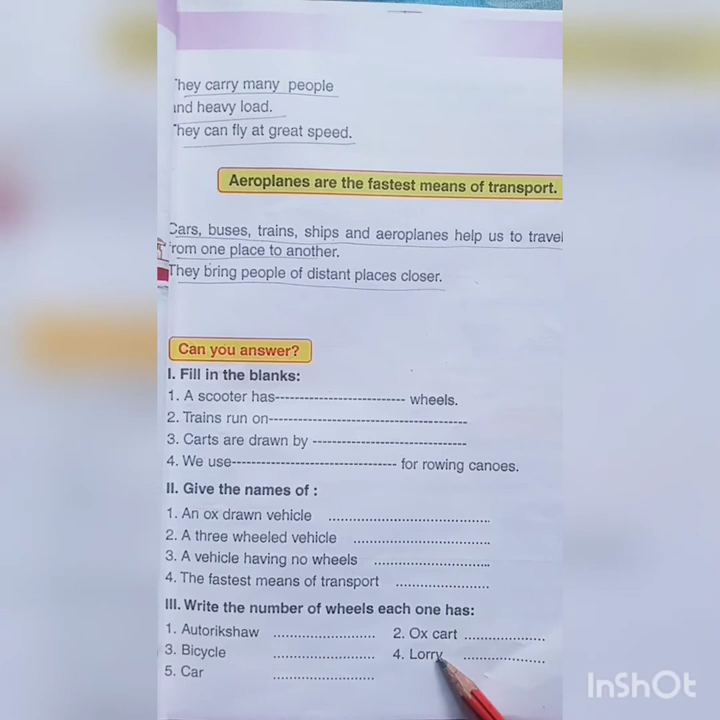 They carry many people
and heavy load.
They can fly at great speed.
Aeroplanes are the fastest means of transport.
Cars, buses, trains, ships and aeroplanes help us to travel
from one place to another.
They bring people of distant places closer.
Can you answer?
I. Fill in the blanks:
1. A scooter has-------------------------- wheels.
2. Trains run on----------------------------------------
3. Carts are drawn by -------------------------------
4. We use--------------------------------- for rowing canoes.
II. Give the names of :
1. An ox drawn vehicle ..........................................
2. A three wheeled vehicle ...................................
3. A vehicle having no wheels ..............................
4. The fastest means of transport ........................
III. Write the number of wheels each one has:
1. Autorikshaw .......................... 2. Ox cart .....................
3. Bicycle .......................... 4. Lorry .....................
5. Car ..........................
InShOt